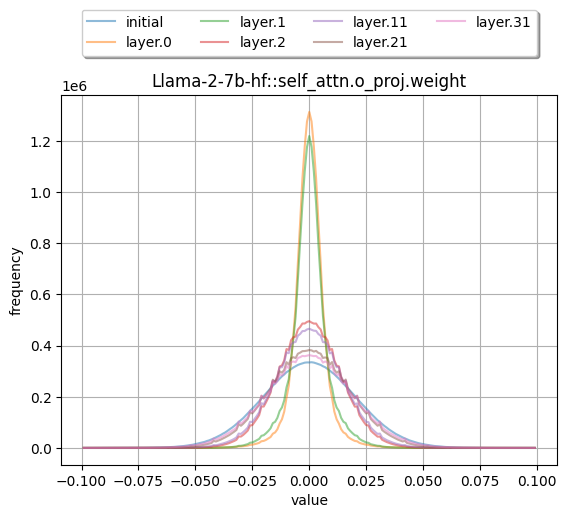 initial layer.1 layer.11 layer.31
layer.0 layer.2 layer.21
Llama-2-7b-hf::self_attn.o_proj.weight
1e6
1.2
1.0
0.8
0.6
0.4
0.2
0.0
frequency
−0.100 −0.075 −0.050 −0.025 0.000 0.025 0.050 0.075 0.100
value